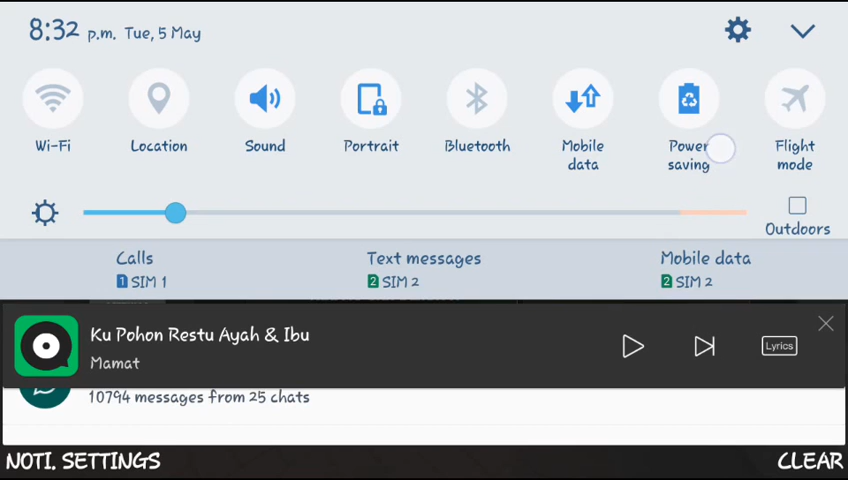 8:32 p.m. Tue, 5 May
Wi-Fi
Location
Sound
Portrait
Bluetooth
Mobile data
Power saving
Flight mode
Outdoors
Calls
1 SIM 1
Text messages
2 SIM 2
Mobile data
2 SIM 2
Ku Pohon Restu Ayah & Ibu
Mamat
Lyrics
10794 messages from 25 chats
NOTI. SETTINGS
CLEAR